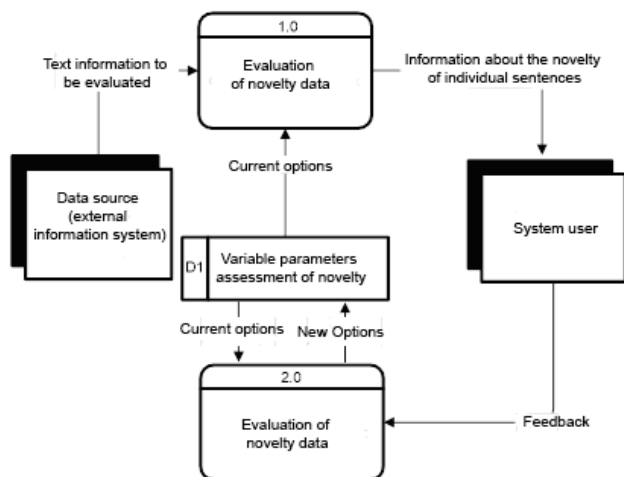 1.0
Text information to
be evaluated
Evaluation
of novelty data
Information about the novelty
of individual sentences
Current options
Data source
(external
information system)
System user
D1
Variable parameters
assessment of novelty
Current options
New Options
2.0
Evaluation of
novelty data
Feedback